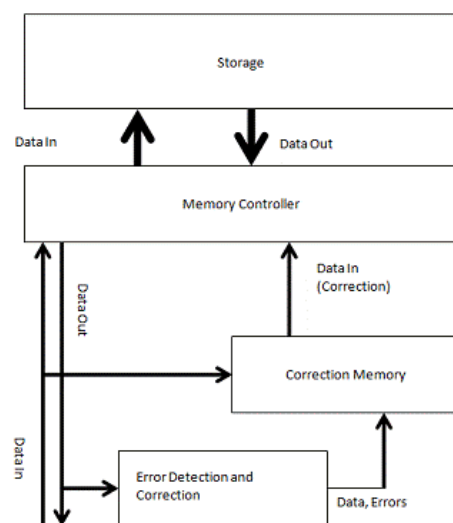 Storage
Data In
Data Out
Memory Controller
Data In
(Correction)
Data Out
Correction Memory
Data In
Error Detection and
Correction
Data, Errors